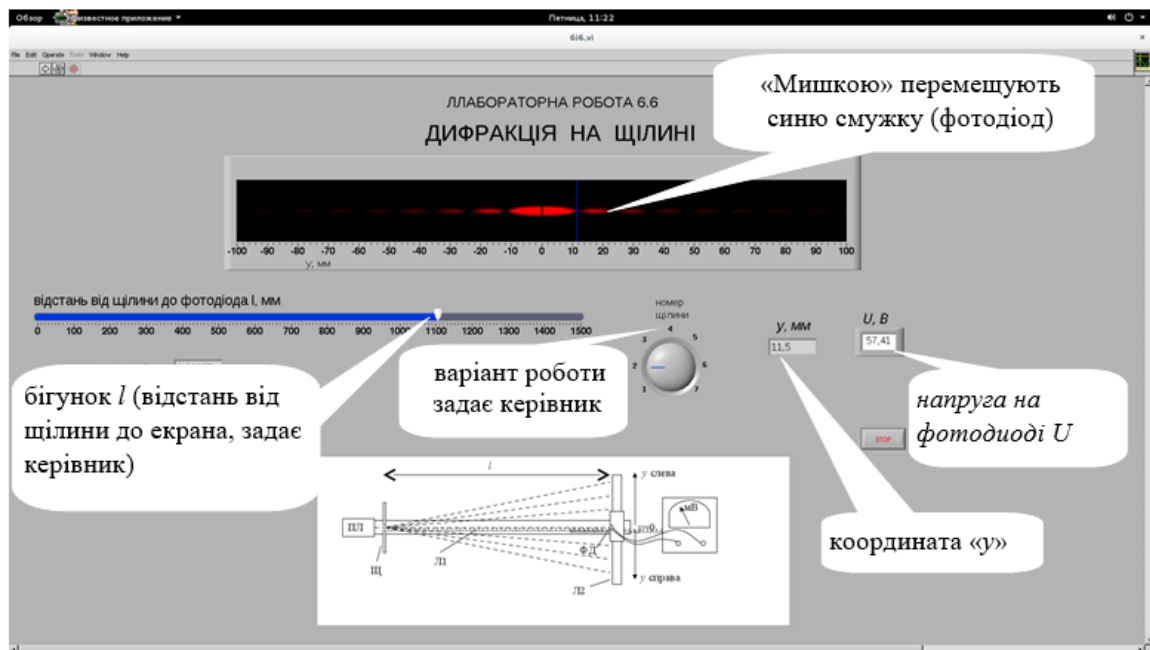 Обзор
Неизвестное приложение
Пятница, 11:22
6i6.vi
File Edit Operate Tools Window Help
ЛЛАБОРАТОРНА РОБОТА 6.6
ДИФРАКЦІЯ НА ЩІЛИНІ
«Мишкою» перемещують
синю смужку (фотодіод)
-100 -90 -80 -70 -60 -50 -40 -30 -20 -10 0 10 20 30 40 50 60 70 80 90 100
y, мм
відстань від щілини до фотодіода l, мм
0 100 200 300 400 500 600 700 800 900 1000 1100 1200 1300 1400 1500
номер
щілини
1 2 3 4 5 6 7
y, мм
11,5
U, В
57,41
бігунок l (відстань від
щілини до екрана, задає
керівник)
варіант роботи
задає керівник
напруга на
фотодиоді U
STOP
координата «y»
l
y слева
ПЛ
мВ
ФД
Щ
Л1
Л2
y справа